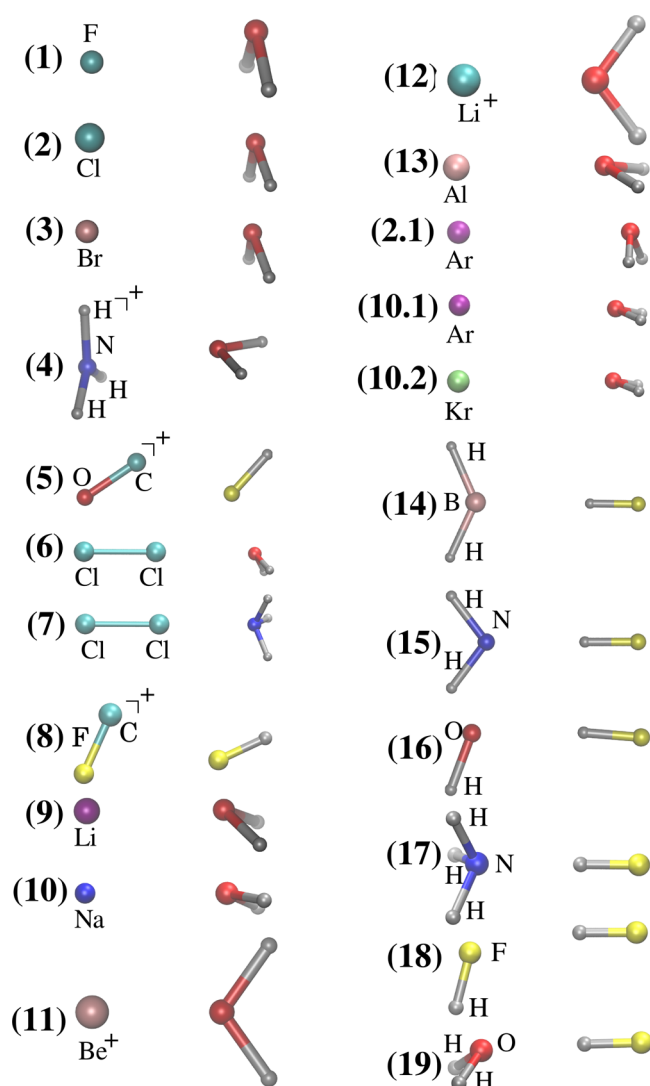 F
(1)
(2)
Cl
(3)
Br
H ⌝+
N
(4)
H
H
⌝+
(5) O
C
(6)
Cl Cl
(7)
Cl Cl
⌝+
(8) F C
(9)
Li
(10)
Na
(11)
Be+
(12)
Li+
(13)
Al
(2.1)
Ar
(10.1)
Ar
(10.2)
Kr
H
(14) B
H
H
N
(15) H
O
(16)
H
H
(17) N
H
H
(18) F
H
H O
(19) H